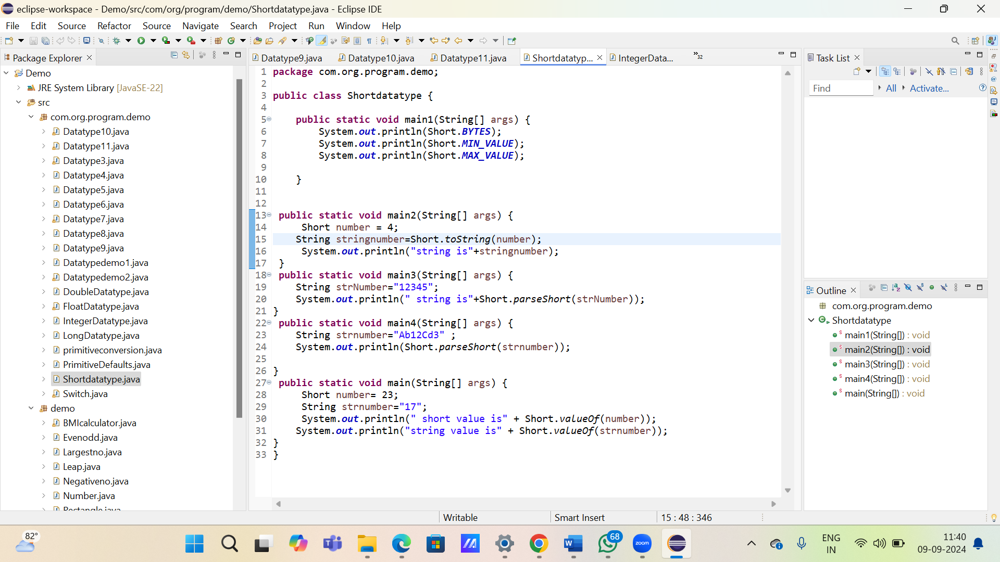 eclipse-workspace - Demo/src/com/org/program/demo/Shortdatatype.java - Eclipse IDE
File Edit Source Refactor Source Navigate Search Project Run Window Help
Package Explorer
Demo
JRE System Library [JavaSE-22]
src
com.org.program.demo
Datatype10.java
Datatype11.java
Datatype3.java
Datatype4.java
Datatype5.java
Datatype6.java
Datatype7.java
Datatype8.java
Datatype9.java
Datatypedemo1.java
Datatypedemo2.java
DoubleDatatype.java
FloatDatatype.java
IntegerDatatype.java
LongDatatype.java
primitiveconversion.java
PrimitiveDefaults.java
Shortdatatype.java
Switch.java
demo
BMIcalculator.java
Evenodd.java
Largestno.java
Leap.java
Negativeno.java
Number.java
Rectangle.java
Datatype9.java Datatype10.java Datatype11.java Shortdatatyp... IntegerData... »32
1 package com.org.program.demo;
2
3 public class Shortdatatype {
4
5 public static void main1(String[] args) {
6 System.out.println(Short.BYTES);
7 System.out.println(Short.MIN_VALUE);
8 System.out.println(Short.MAX_VALUE);
9
10 }
11
12
13 public static void main2(String[] args) {
14 Short number = 4;
15 String stringnumber=Short.toString(number);
16 System.out.println("string is"+stringnumber);
17 }
18 public static void main3(String[] args) {
19 String strNumber="12345";
20 System.out.println(" string is"+Short.parseShort(strNumber));
21 }
22 public static void main4(String[] args) {
23 String strnumber="Ab12Cd3" ;
24 System.out.println(Short.parseShort(strnumber));
25
26 }
27 public static void main(String[] args) {
28 Short number= 23;
29 String strnumber="17";
30 System.out.println(" short value is" + Short.valueOf(number));
31 System.out.println("string value is" + Short.valueOf(strnumber));
32 }
33 }
Task List
Find All Activate...
Outline
com.org.program.demo
Shortdatatype
main1(String[]) : void
main2(String[]) : void
main3(String[]) : void
main4(String[]) : void
main(String[]) : void
Writable Smart Insert 15 : 48 : 346
82°
68
zoom
ENG
IN
11:40
09-09-2024